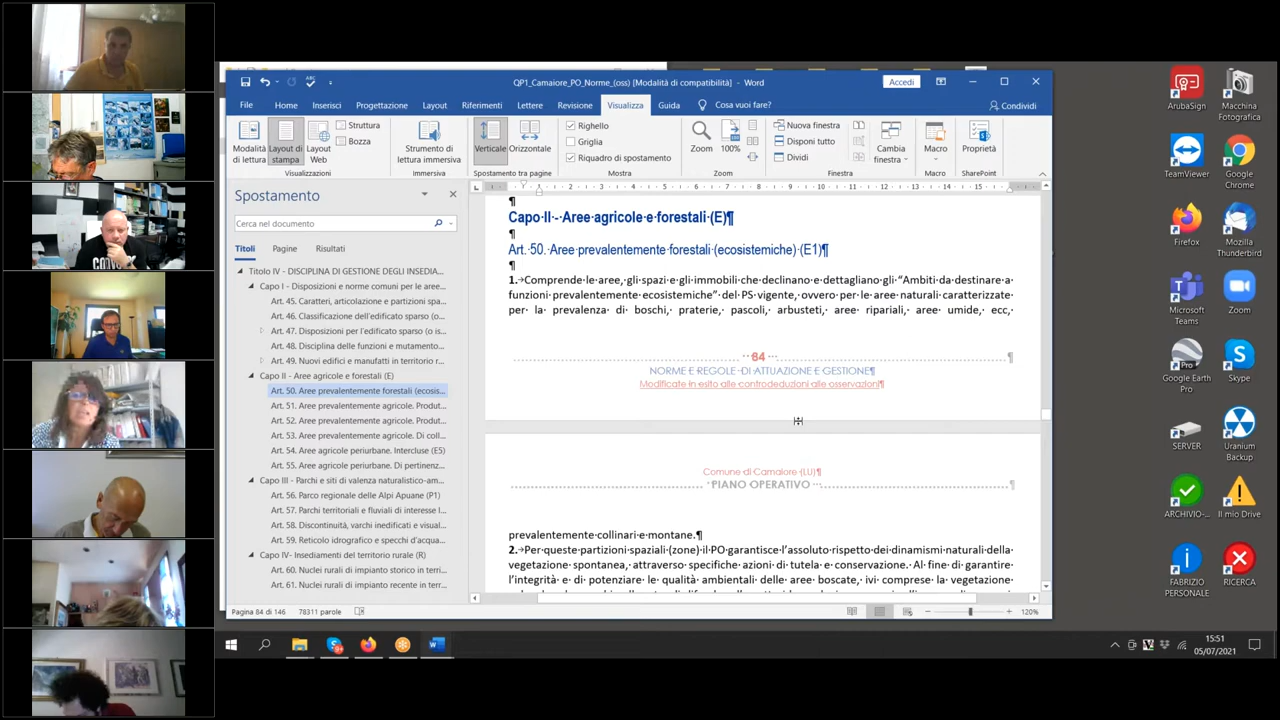 QP1_Camaiore_PO_Norme_(oss) [Modalità di compatibilità] - Word
Accedi
File
Home
Inserisci
Progettazione
Layout
Riferimenti
Lettere
Revisione
Visualizza
Guida
Cosa vuoi fare?
Condividi
Modalità di lettura
Layout di stampa
Layout Web
Struttura
Bozza
Visualizzazioni
Strumento di lettura immersiva
Immersiva
Verticale
Orizzontale
Spostamento tra pagine
Righello
Griglia
Riquadro di spostamento
Mostra
Zoom
100%
Zoom
Nuova finestra
Disponi tutto
Dividi
Cambia finestra
Finestra
Macro
Macro
Proprietà
SharePoint
Spostamento
Cerca nel documento
Titoli
Pagine
Risultati
Titolo IV - DISCIPLINA DI GESTIONE DEGLI INSEDIA...
Capo I - Disposizioni e norme comuni per le aree...
Art. 45. Caratteri, articolazione e partizioni spa...
Art. 46. Classificazione dell'edificato sparso (o is...
Art. 47. Disposizioni per l'edificato sparso (o is...
Art. 48. Disciplina delle funzioni e mutamento...
Art. 49. Nuovi edifici e manufatti in territorio r...
Capo II - Aree agricole e forestali (E)
Art. 50. Aree prevalentemente forestali (ecosis...
Art. 51. Aree prevalentemente agricole. Produt...
Art. 52. Aree prevalentemente agricole. Produt...
Art. 53. Aree prevalentemente agricole. Di coll...
Art. 54. Aree agricole periurbane. Intercluse (E5)
Art. 55. Aree agricole periurbane. Di pertinenz...
Capo III - Parchi e siti di valenza naturalistico-am...
Art. 56. Parco regionale delle Alpi Apuane (P1)
Art. 57. Parchi territoriali e fluviali di interesse l...
Art. 58. Discontinuità, varchi inedificati e visual...
Art. 59. Reticolo idrografico e specchi d'acqua...
Capo IV- Insediamenti del territorio rurale (R)
Art. 60. Nuclei rurali di impianto storico in terri...
Art. 61. Nuclei rurali di impianto recente in terr...
Capo·II·-·Aree·agricole·e·forestali·(E)¶
Art.·50.·Aree·prevalentemente·forestali·(ecosistemiche)·(E1)¶
1.→Comprende·le·aree,·gli·spazi·e·gli·immobili·che·declinano·e·dettagliano·gli·"Ambiti·da·destinare·a·
funzioni·prevalentemente·ecosistemiche"·del·PS·vigente,·ovvero·per·le·aree·naturali·caratterizzate·
per·la·prevalenza·di·boschi,·praterie,·pascoli,·arbusteti,·aree·ripariali,·aree·umide,·ecc,·
84
NORME·E·REGOLE·DI·ATTUAZIONE·E·GESTIONE¶
Modificate·in·esito·alle·controdeduzioni·alle·osservazioni¶
Comune·di·Camaiore·(LU)¶
PIANO·OPERATIVO
prevalentemente·collinari·e·montane.¶
2.→Per·queste·partizioni·spaziali·(zone)·il·PO·garantisce·l'assoluto·rispetto·dei·dinamismi·naturali·della·
vegetazione·spontanea,·attraverso·specifiche·azioni·di·tutela·e·conservazione.·Al·fine·di·garantire·
l'integrità·e·di·potenziare·le·qualità·ambientali·delle·aree·boscate,·ivi·comprese·la·vegetazione·
Pagina 84 di 146
78311 parole
120%
ArubaSign
Macchina Fotografica
TeamViewer
Google Chrome
Firefox
Mozilla Thunderbird
Microsoft Teams
Zoom
Google Earth Pro
Skype
SERVER
Uranium Backup
ARCHIVIO-...
Il mio Drive
FABRIZIO PERSONALE
RICERCA
15:51
05/07/2021